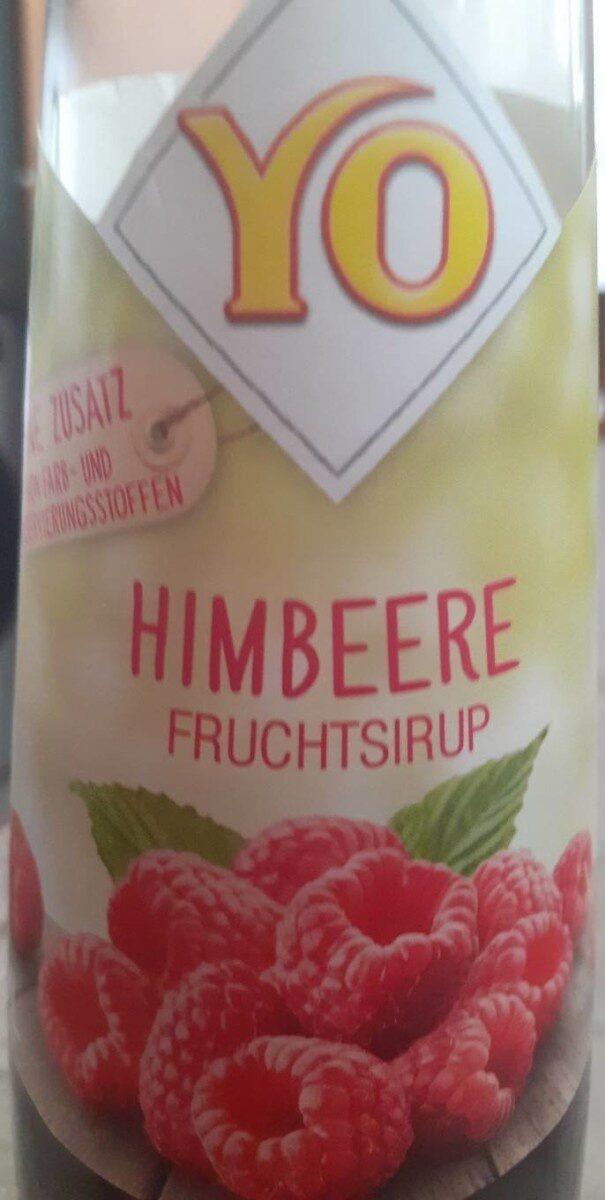 YO
ZUSATZ
FARB- UND
HIMBEERE
FRUCHTSIRUP